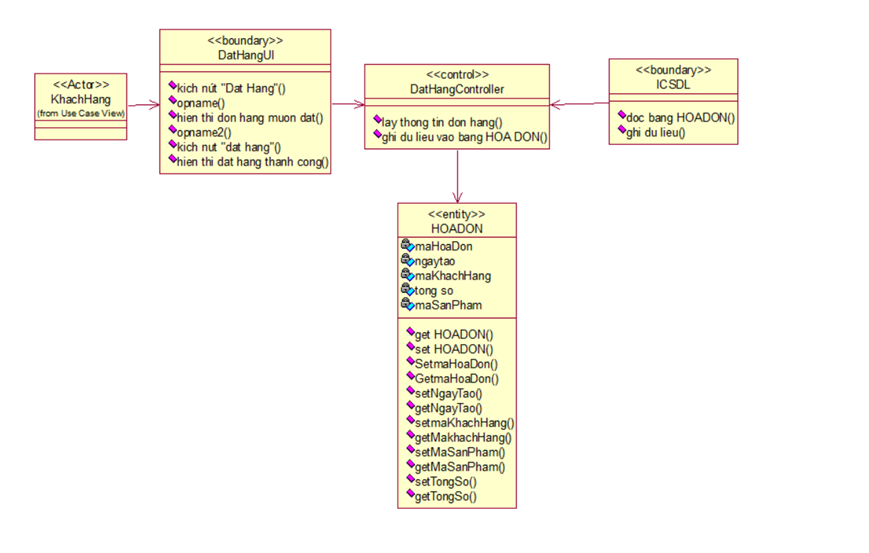 <<Actor>>
KhachHang
(from Use Case View)
<<boundary>>
DatHangUI
kich nút "Dat Hang"()
opname()
hien thi don hang muon dat()
opname2()
kich nut "dat hang"()
hien thi dat hang thanh cong()
<<control>>
DatHangController
lay thong tin don hang()
ghi du lieu vao bang HOA DON()
<<boundary>>
ICSDL
doc bang HOADON()
ghi du lieu()
<<entity>>
HOADON
maHoaDon
ngaytao
maKhachHang
tong so
maSanPham
get HOADON()
set HOADON()
SetmaHoaDon()
GetmaHoaDon()
setNgayTao()
getNgayTao()
setmaKhachHang()
getMakhachHang()
setMaSanPham()
getMaSanPham()
setTongSo()
getTongSo()